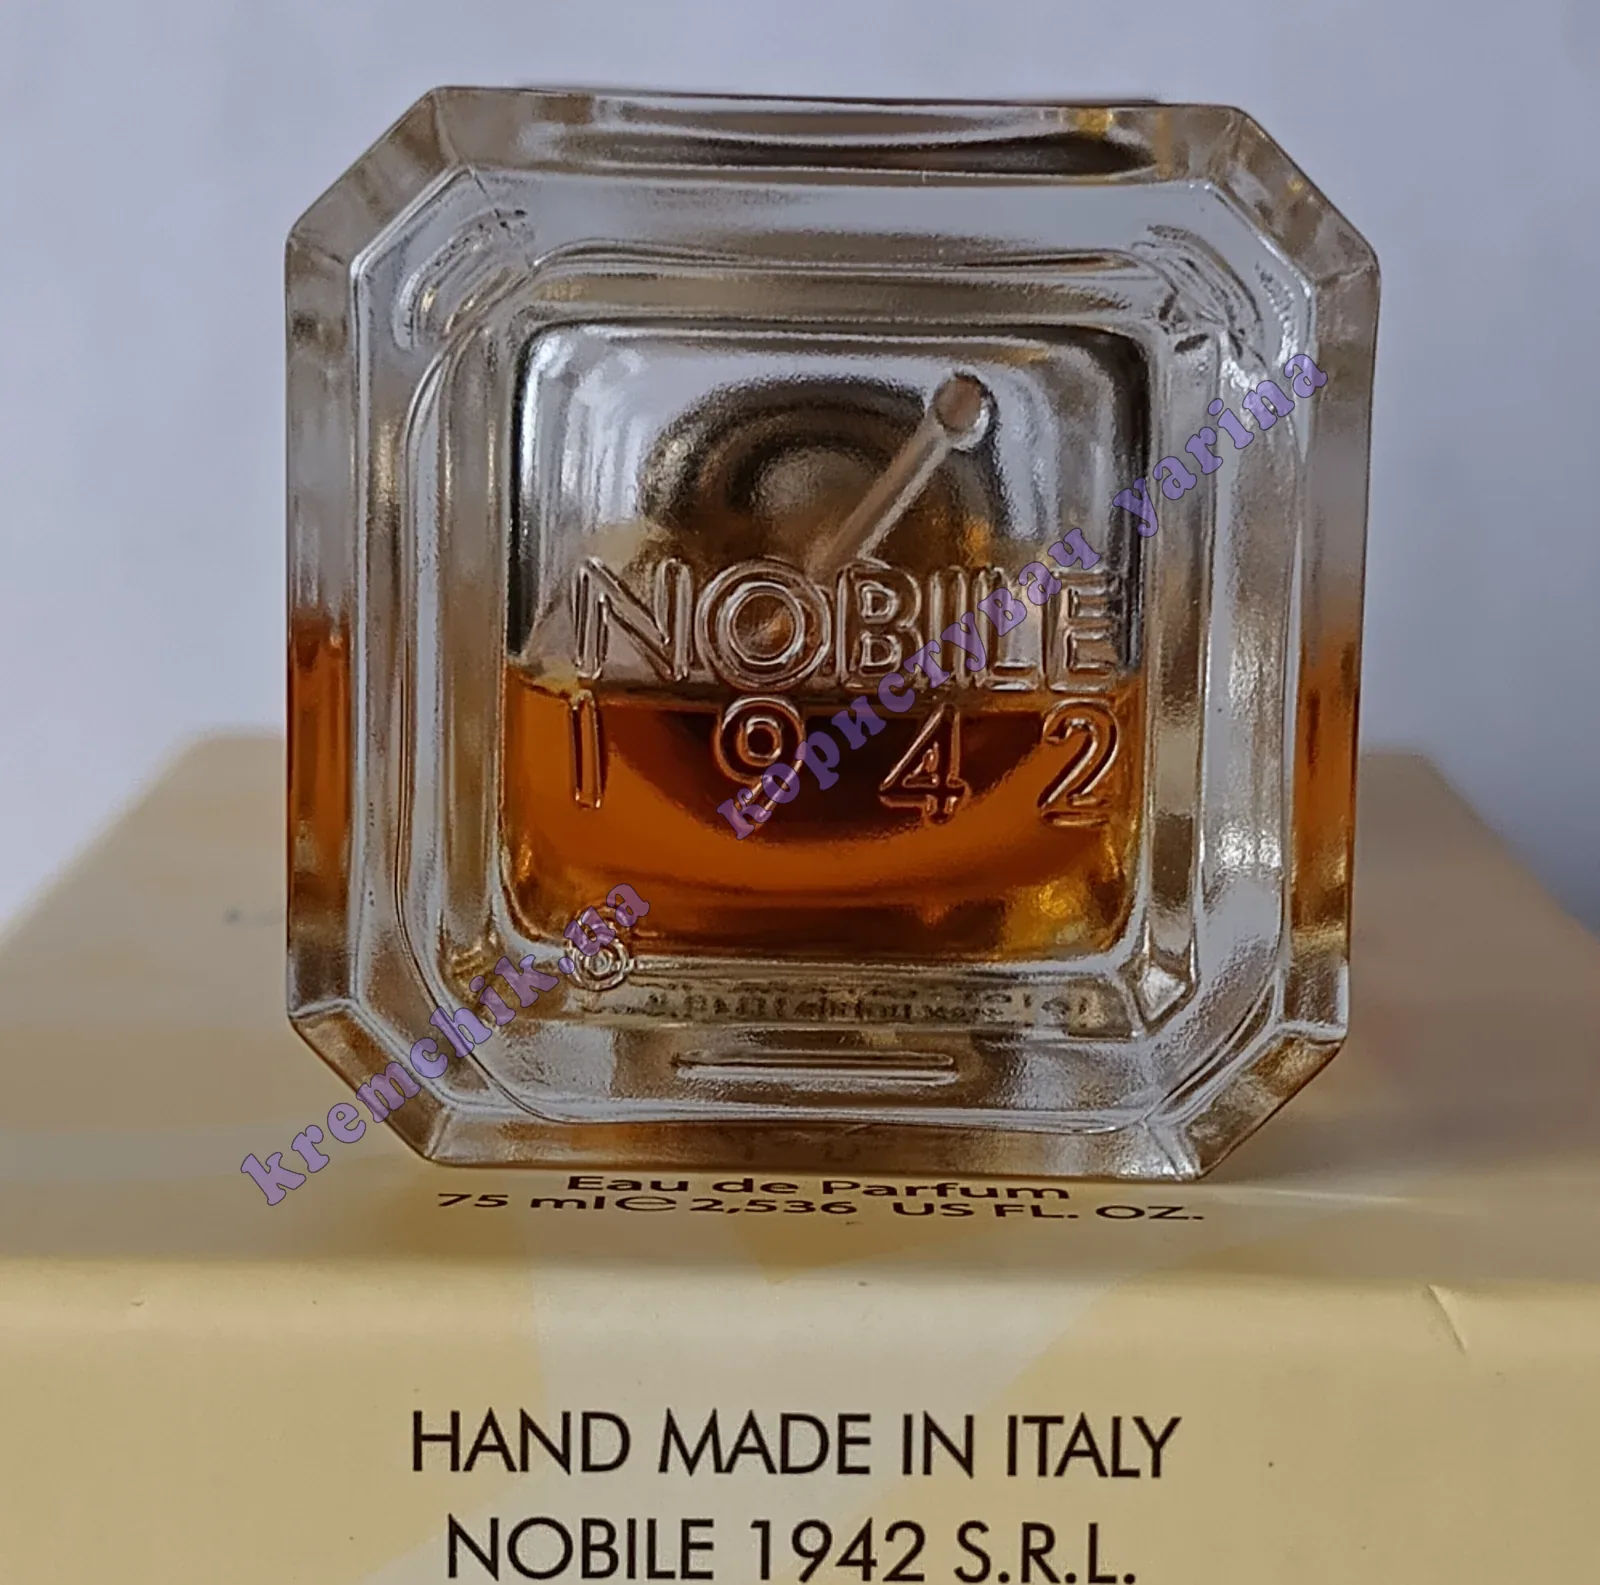 NOBILE
1942
kremchik.ua користувач yarina
Eau de Parfum
75 ml e 2,536 US FL. OZ.
HAND MADE IN ITALY
NOBILE 1942 S.R.L.